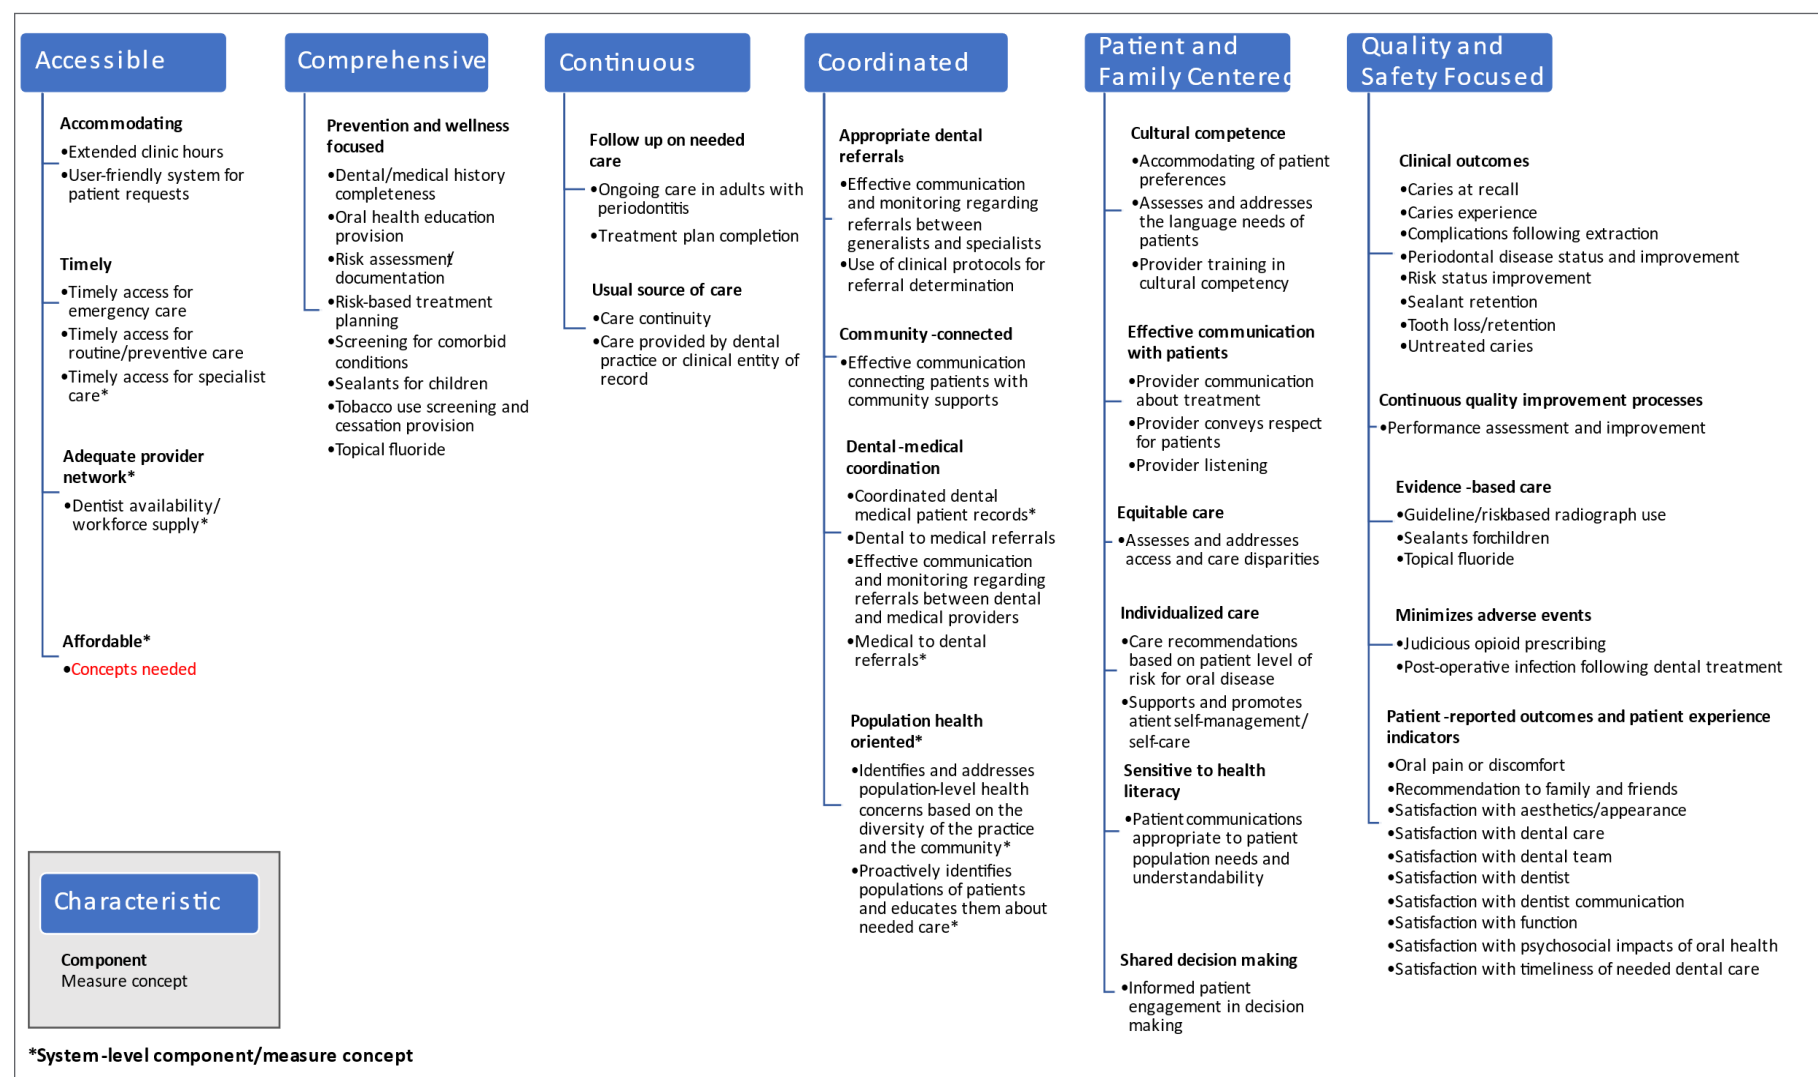 Accessible
Accommodating
•Extended clinic hours
•User-friendly system for
patient requests
Timely
•Timely access for
emergency care
•Timely access for
routine/preventive care
•Timely access for specialist
care*
Adequate provider
network*
•Dentist availability/
workforce supply*
Affordable*
•Concepts needed
Comprehensive
Prevention and wellness
focused
•Dental/medical history
completeness
•Oral health education
provision
•Risk assessment/
documentation
•Risk-based treatment
planning
•Screening for comorbid
conditions
•Sealants for children
•Tobacco use screening and
cessation provision
•Topical fluoride
Continuous
Follow up on needed
care
•Ongoing care in adults with
periodontitis
•Treatment plan completion
Usual source of care
•Care continuity
•Care provided by dental
practice or clinical entity of
record
Coordinated
Appropriate dental
referrals
•Effective communication
and monitoring regarding
referrals between
generalists and specialists
•Use of clinical protocols for
referral determination
Community-connected
•Effective communication
connecting patients with
community supports
Dental-medical
coordination
•Coordinated dental-
medical patient records*
•Dental to medical referrals
•Effective communication
and monitoring regarding
referrals between dental
and medical providers
•Medical to dental
referrals*
Population health
oriented*
•Identifies and addresses
population-level health
concerns based on the
diversity of the practice
and the community*
•Proactively identifies
populations of patients
and educates them about
needed care*
Patient and
Family Centered
Cultural competence
•Accommodating of patient
preferences
•Assesses and addresses
the language needs of
patients
•Provider training in
cultural competency
Effective communication
with patients
•Provider communication
about treatment
•Provider conveys respect
for patients
•Provider listening
Equitable care
•Assesses and addresses
access and care disparities
Individualized care
•Care recommendations
based on patient level of
risk for oral disease
•Supports and promotes
atient self-management/
self-care
Sensitive to health
literacy
•Patient communications
appropriate to patient
population needs and
understandability
Shared decision making
•Informed patient
engagement in decision
making
Quality and
Safety Focused
Clinical outcomes
•Caries at recall
•Caries experience
•Complications following extraction
•Periodontal disease status and improvement
•Risk status improvement
•Sealant retention
•Tooth loss/retention
•Untreated caries
Continuous quality improvement processes
•Performance assessment and improvement
Evidence-based care
•Guideline/riskbased radiograph use
•Sealants forchildren
•Topical fluoride
Minimizes adverse events
•Judicious opioid prescribing
•Post-operative infection following dental treatment
Patient-reported outcomes and patient experience
indicators
•Oral pain or discomfort
•Recommendation to family and friends
•Satisfaction with aesthetics/appearance
•Satisfaction with dental care
•Satisfaction with dental team
•Satisfaction with dentist
•Satisfaction with dentist communication
•Satisfaction with function
•Satisfaction with psychosocial impacts of oral health
•Satisfaction with timeliness of needed dental care
Characteristic
Component
Measure concept
*System-level component/measure concept